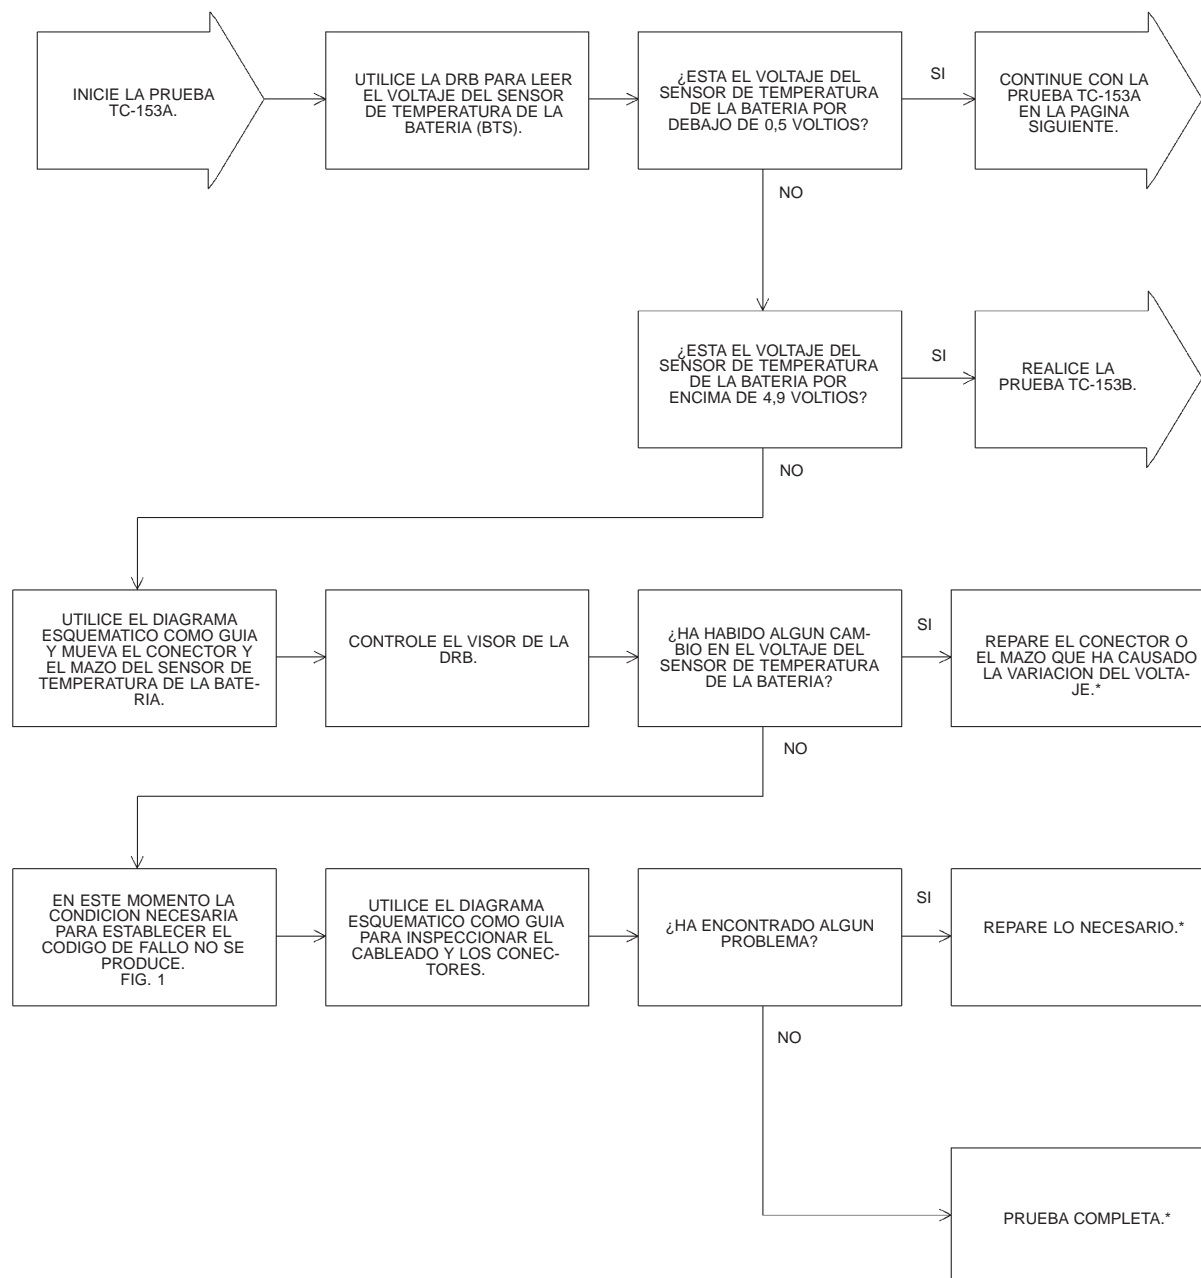 INICIE LA PRUEBA
TC-153A.
UTILICE LA DRB PARA LEER
EL VOLTAJE DEL SENSOR
DE TEMPERATURA DE LA
BATERIA (BTS).
¿ESTA EL VOLTAJE DEL
SENSOR DE TEMPERATURA
DE LA BATERIA POR
DEBAJO DE 0,5 VOLTIOS?
SI
CONTINUE CON LA
PRUEBA TC-153A
EN LA PAGINA
SIGUIENTE.
NO
¿ESTA EL VOLTAJE DEL
SENSOR DE TEMPERATURA
DE LA BATERIA POR
ENCIMA DE 4,9 VOLTIOS?
SI
REALICE LA
PRUEBA TC-153B.
NO
UTILICE EL DIAGRAMA
ESQUEMATICO COMO GUIA
Y MUEVA EL CONECTOR Y
EL MAZO DEL SENSOR DE
TEMPERATURA DE LA BATE-
RIA.
CONTROLE EL VISOR DE LA
DRB.
¿HA HABIDO ALGUN CAM-
BIO EN EL VOLTAJE DEL
SENSOR DE TEMPERATURA
DE LA BATERIA?
SI
REPARE EL CONECTOR O
EL MAZO QUE HA CAUSADO
LA VARIACION DEL VOLTA-
JE.*
NO
EN ESTE MOMENTO LA
CONDICION NECESARIA
PARA ESTABLECER EL
CODIGO DE FALLO NO SE
PRODUCE.
FIG. 1
UTILICE EL DIAGRAMA
ESQUEMATICO COMO GUIA
PARA INSPECCIONAR EL
CABLEADO Y LOS CONEC-
TORES.
¿HA ENCONTRADO ALGUN
PROBLEMA?
SI
REPARE LO NECESARIO.*
NO
PRUEBA COMPLETA.*